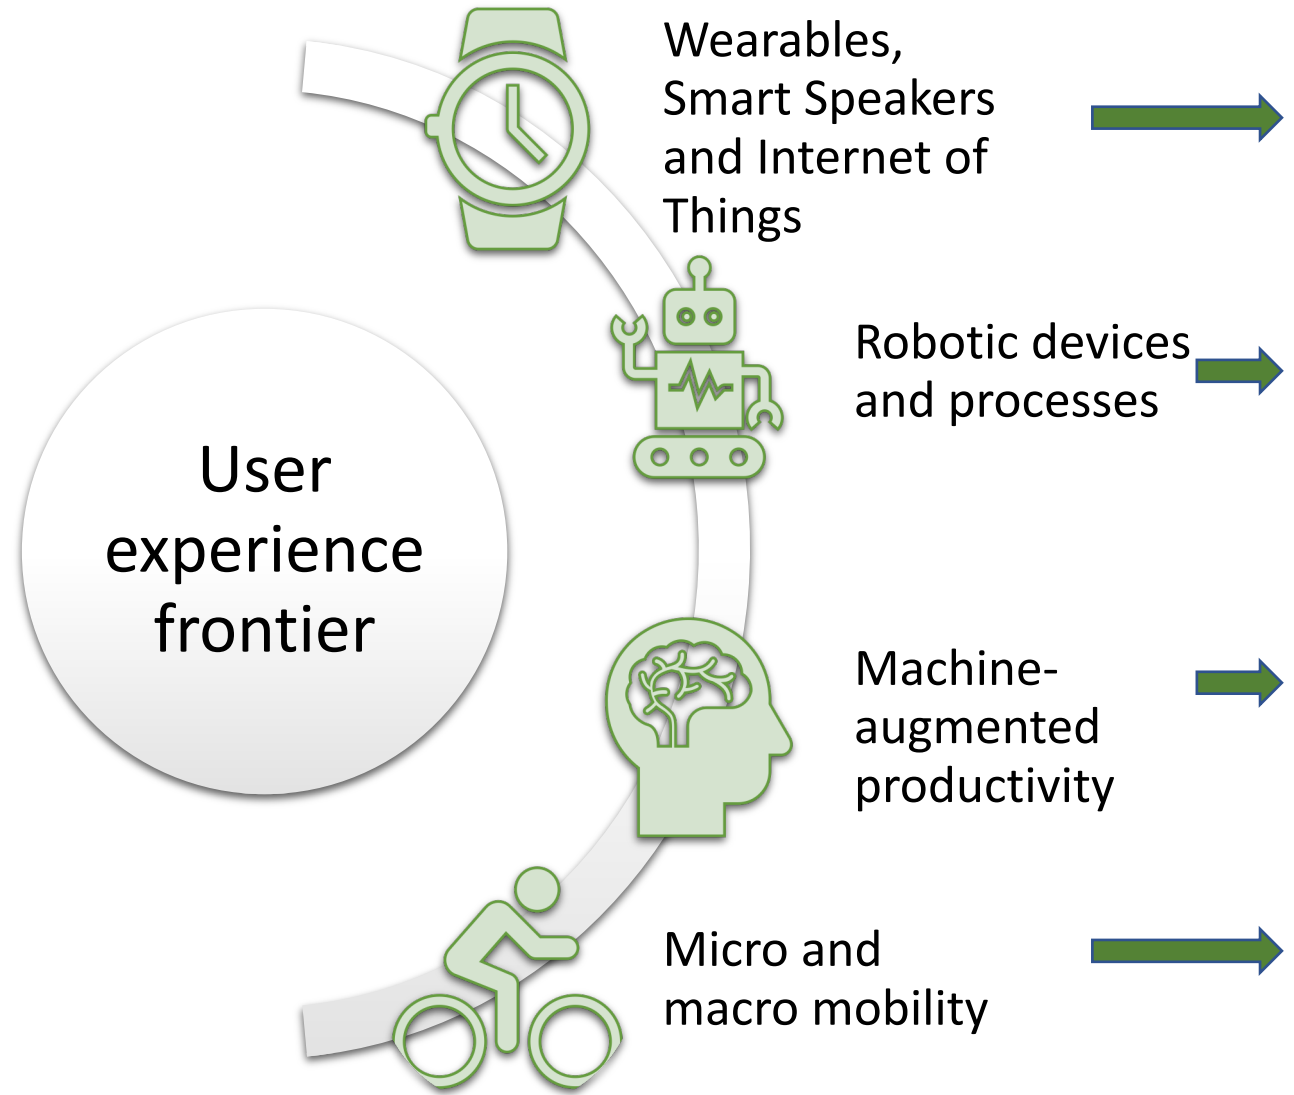 Wearables,
Smart Speakers
and Internet of
Things
Robotic devices
and processes
User
experience
frontier
Machine-
augmented
productivity
Micro and
macro mobility